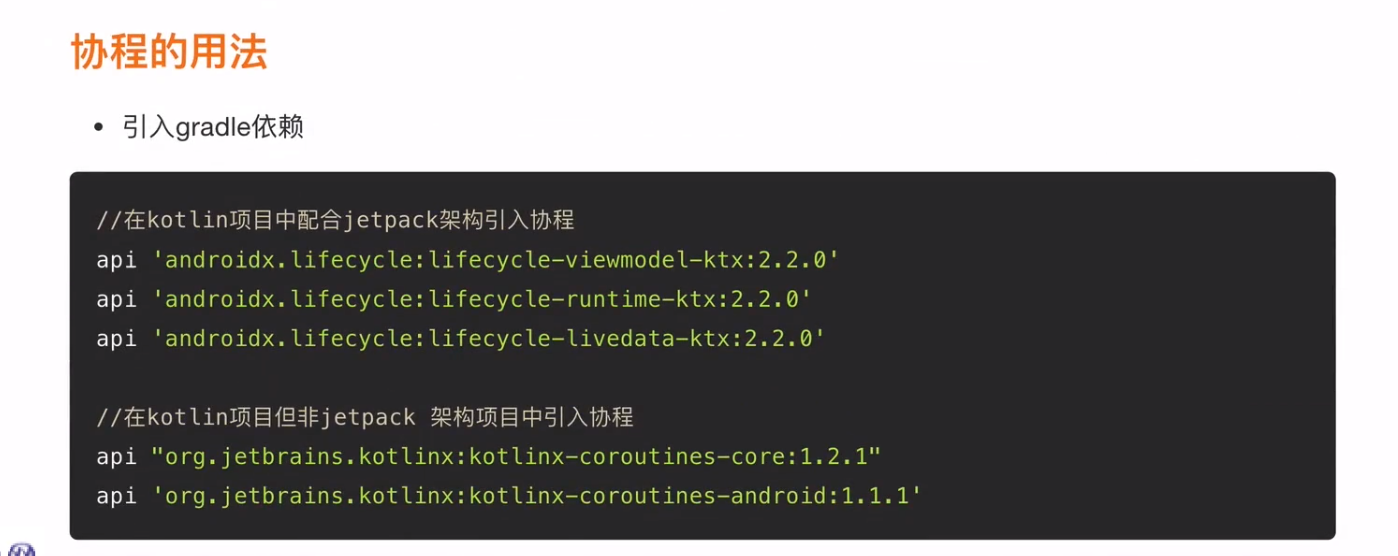 协程的用法
• 引入gradle依赖
//在kotlin项目中配合jetpack架构引入协程
api 'androidx.lifecycle:lifecycle-viewmodel-ktx:2.2.0'
api 'androidx.lifecycle:lifecycle-runtime-ktx:2.2.0'
api 'androidx.lifecycle:lifecycle-livedata-ktx:2.2.0'
//在kotlin项目但非jetpack 架构项目中引入协程
api "org.jetbrains.kotlinx:kotlinx-coroutines-core:1.2.1"
api 'org.jetbrains.kotlinx:kotlinx-coroutines-android:1.1.1'